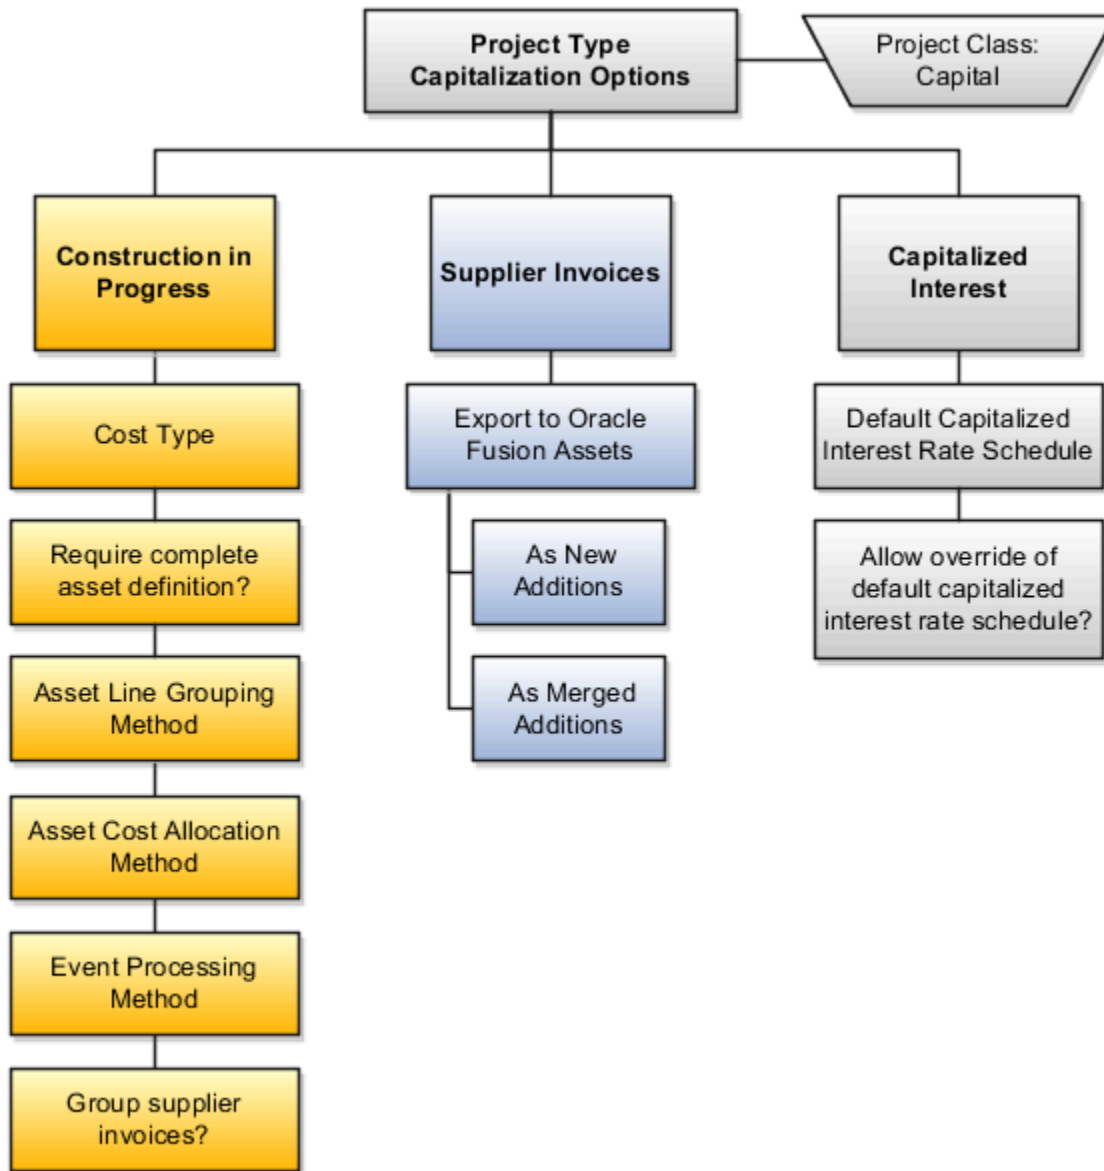 Project Type
Capitalization Options
Project Class:
Capital
Construction in
Progress
Supplier Invoices
Capitalized
Interest
Cost Type
Export to Oracle
Fusion Assets
Default Capitalized
Interest Rate Schedule
Require complete
asset definition?
As New
Additions
Allow override of
default capitalized
interest rate schedule?
Asset Line Grouping
Method
As Merged
Additions
Asset Cost Allocation
Method
Event Processing
Method
Group supplier
invoices?